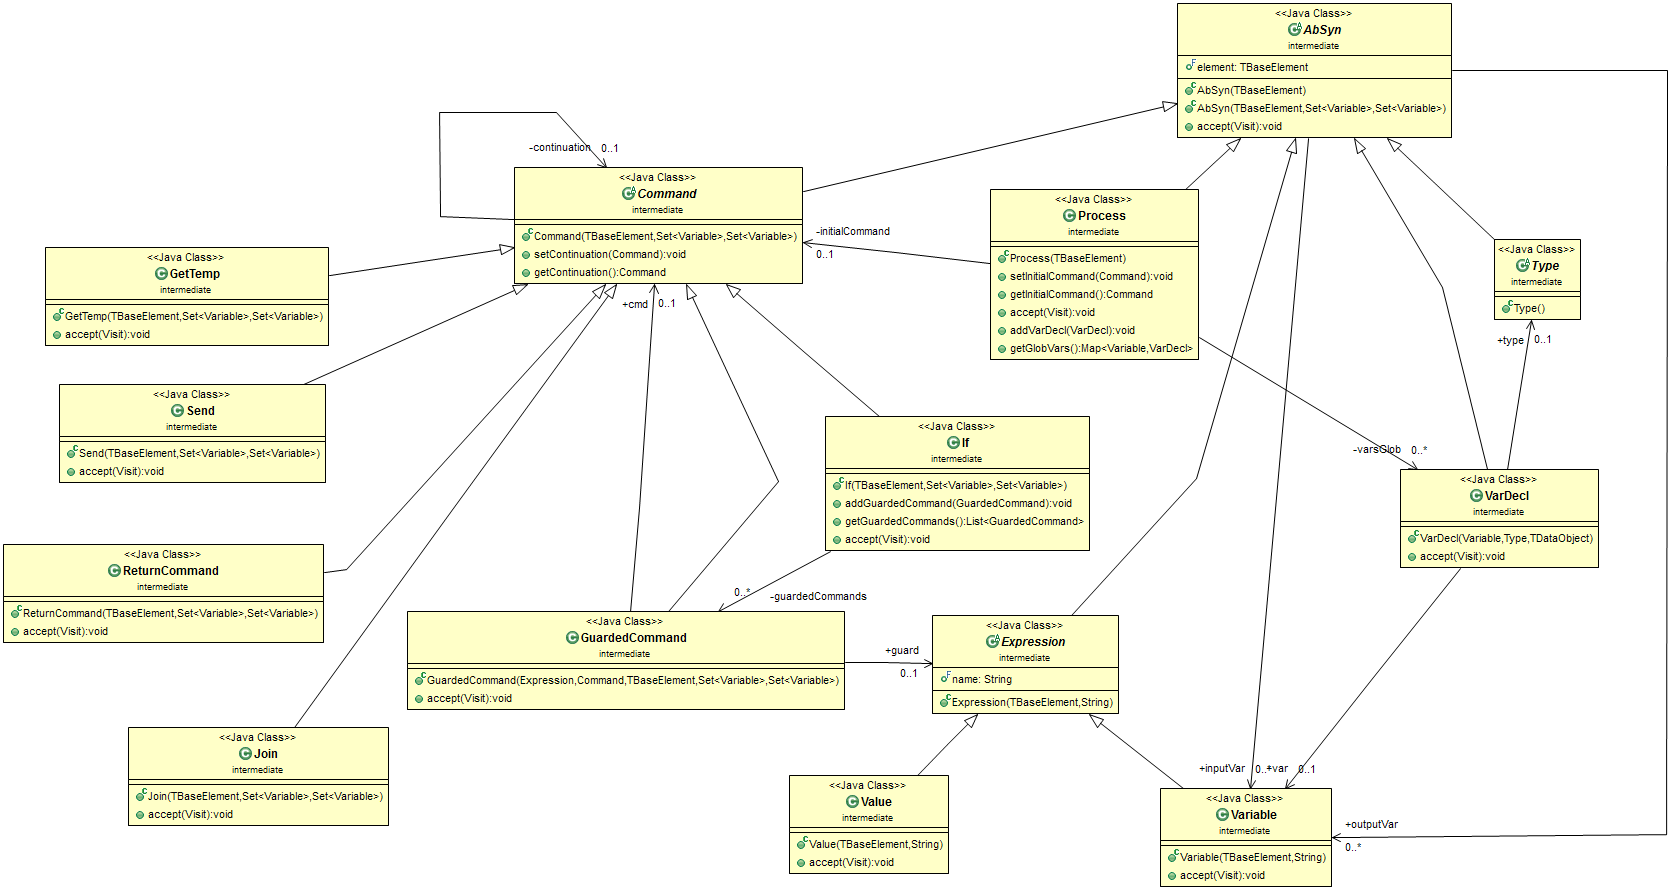 <<Java Class>>
AbSyn
intermediate
element: TBaseElement
AbSyn(TBaseElement)
AbSyn(TBaseElement,Set<Variable>,Set<Variable>)
accept(Visit):void
-continuation
0..1
<<Java Class>>
Command
intermediate
Command(TBaseElement,Set<Variable>,Set<Variable>)
setContinuation(Command):void
getContinuation():Command
-initialCommand
0..1
<<Java Class>>
Process
intermediate
Process(TBaseElement)
setInitialCommand(Command):void
getInitialCommand():Command
accept(Visit):void
addVarDecl(VarDecl):void
getGlobVars():Map<Variable,VarDecl>
<<Java Class>>
Type
intermediate
Type()
+type
0..1
<<Java Class>>
GetTemp
intermediate
GetTemp(TBaseElement,Set<Variable>,Set<Variable>)
accept(Visit):void
+cmd
0..1
<<Java Class>>
Send
intermediate
Send(TBaseElement,Set<Variable>,Set<Variable>)
accept(Visit):void
<<Java Class>>
If
intermediate
If(TBaseElement,Set<Variable>,Set<Variable>)
addGuardedCommand(GuardedCommand):void
getGuardedCommands():List<GuardedCommand>
accept(Visit):void
-varsGlob
0..*
<<Java Class>>
VarDecl
intermediate
VarDecl(Variable,Type,TDataObject)
accept(Visit):void
<<Java Class>>
ReturnCommand
intermediate
ReturnCommand(TBaseElement,Set<Variable>,Set<Variable>)
accept(Visit):void
0..*
-guardedCommands
<<Java Class>>
GuardedCommand
intermediate
GuardedCommand(Expression,Command,TBaseElement,Set<Variable>,Set<Variable>)
accept(Visit):void
+guard
0..1
<<Java Class>>
Expression
intermediate
name: String
Expression(TBaseElement,String)
<<Java Class>>
Join
intermediate
Join(TBaseElement,Set<Variable>,Set<Variable>)
accept(Visit):void
<<Java Class>>
Value
intermediate
Value(TBaseElement,String)
accept(Visit):void
+inputVar
0..*
+var
0..1
<<Java Class>>
Variable
intermediate
Variable(TBaseElement,String)
accept(Visit):void
+outputVar
0..*